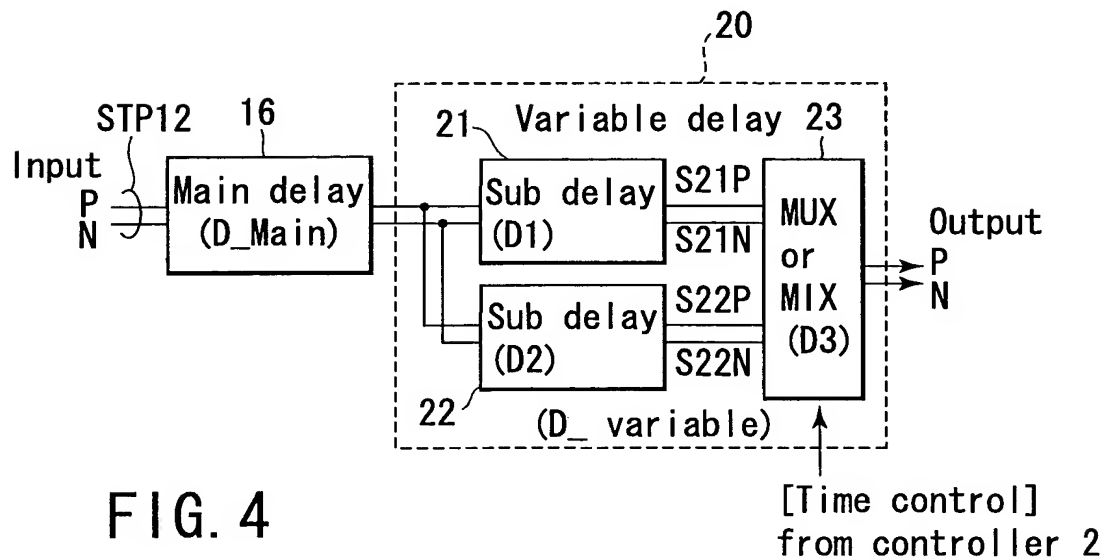 20
STP12
16
Variable delay
21
23
Input
P
N
Main delay
(D_Main)
Sub delay
(D1)
S21P
S21N
MUX
or
MIX
(D3)
Output
P
N
Sub delay
(D2)
S22P
S22N
22
(D_ variable)
[Time control]
from controller 2
FIG. 4